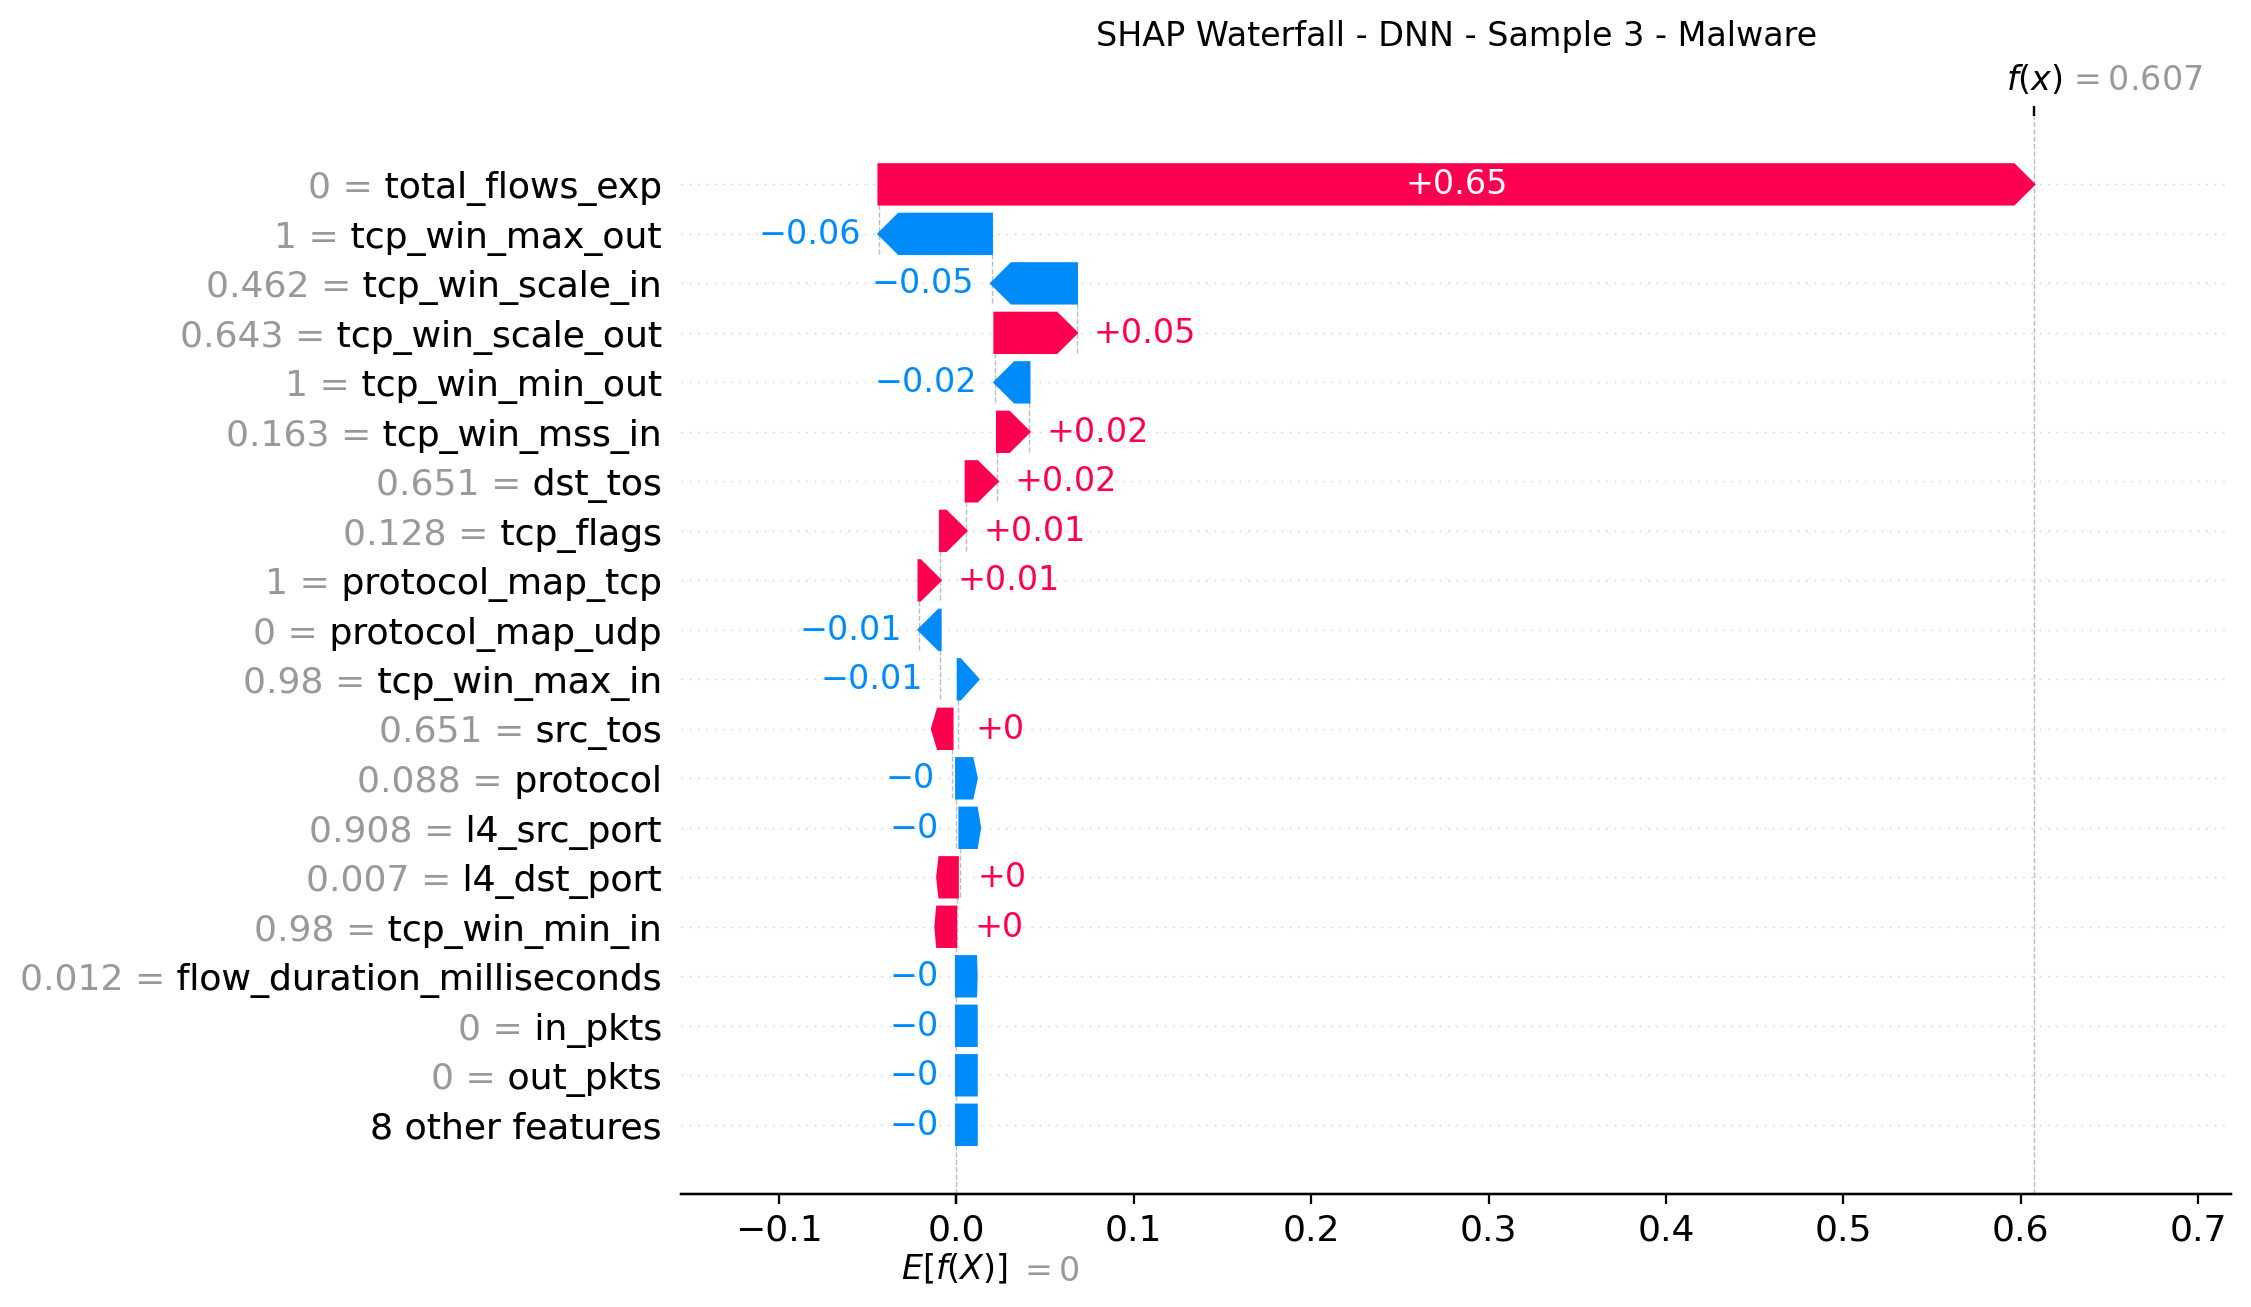 SHAP Waterfall - DNN - Sample 3 - Malware
f(x) = 0.607
0 = total_flows_exp +0.65
1 = tcp_win_max_out −0.06
0.462 = tcp_win_scale_in −0.05
0.643 = tcp_win_scale_out +0.05
1 = tcp_win_min_out −0.02
0.163 = tcp_win_mss_in +0.02
0.651 = dst_tos +0.02
0.128 = tcp_flags +0.01
1 = protocol_map_tcp +0.01
0 = protocol_map_udp −0.01
0.98 = tcp_win_max_in −0.01
0.651 = src_tos +0
0.088 = protocol −0
0.908 = l4_src_port −0
0.007 = l4_dst_port +0
0.98 = tcp_win_min_in +0
0.012 = flow_duration_milliseconds −0
0 = in_pkts −0
0 = out_pkts −0
8 other features −0
−0.1 0.0 0.1 0.2 0.3 0.4 0.5 0.6 0.7
E[f(X)] = 0